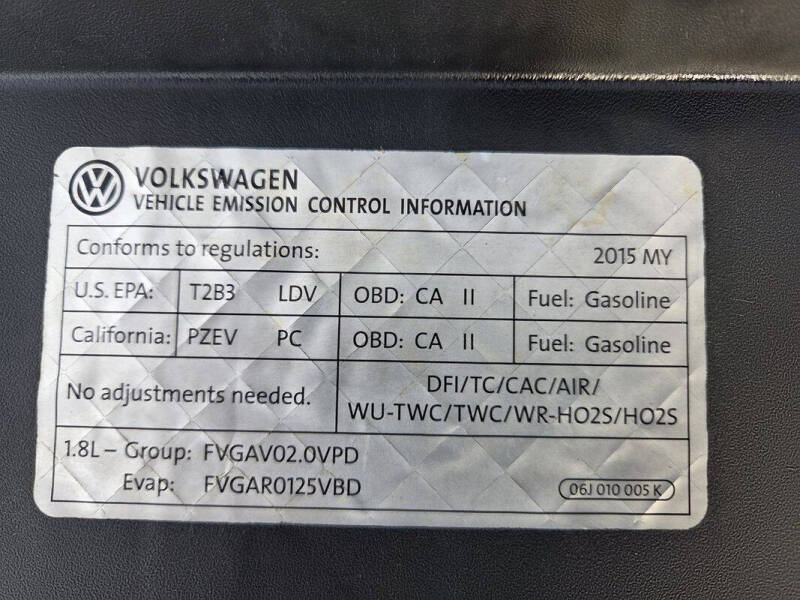 VOLKSWAGEN
VEHICLE EMISSION CONTROL INFORMATION
Conforms to regulations: 2015 MY
U.S. EPA: T2B3 LDV OBD: CA II Fuel: Gasoline
California: PZEV PC OBD: CA II Fuel: Gasoline
No adjustments needed.
DFI/TC/CAC/AIR/
WU-TWC/TWC/WR-HO2S/HO2S
1.8L – Group: FVGAV02.0VPD
Evap: FVGAR0125VBD
06J 010 005 K